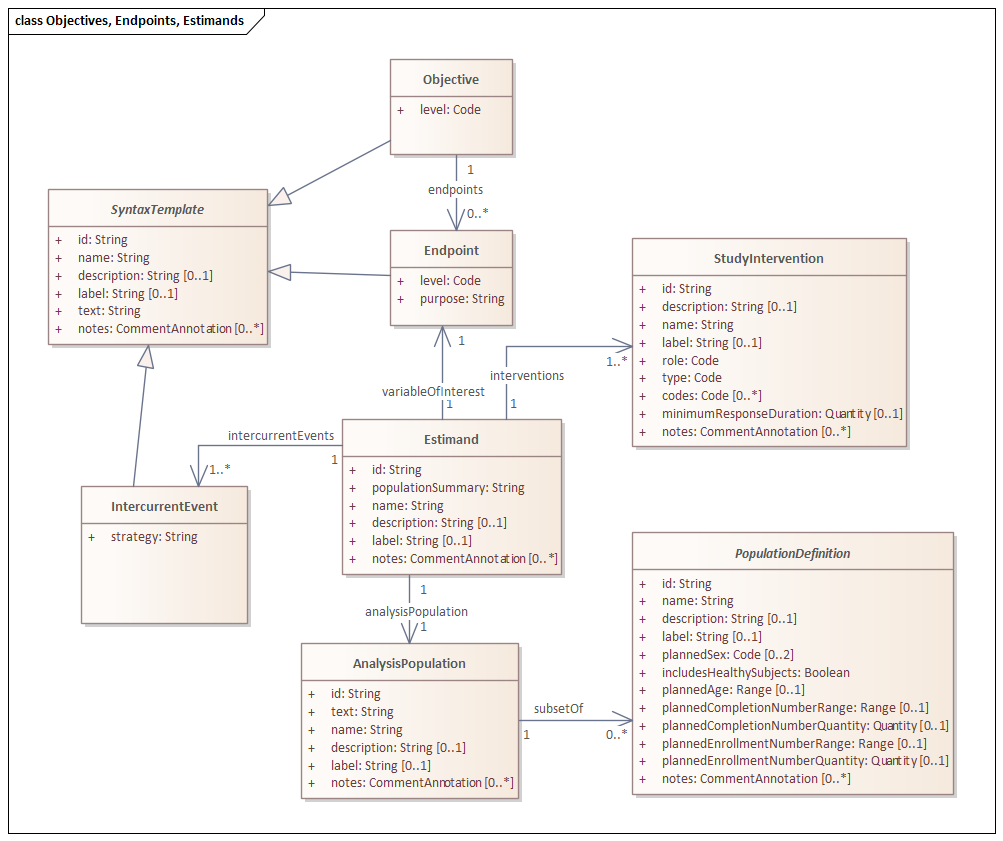 class Objectives, Endpoints, Estimands
Objective
+ level: Code
1
endpoints
0..*
SyntaxTemplate
+ id: String
+ name: String
+ description: String [0..1]
+ label: String [0..1]
+ text: String
+ notes: CommentAnnotation [0..*]
Endpoint
+ level: Code
+ purpose: String
StudyIntervention
+ id: String
+ description: String [0..1]
+ name: String
+ label: String [0..1]
+ role: Code
+ type: Code
+ codes: Code [0..*]
+ minimumResponseDuration: Quantity [0..1]
+ notes: CommentAnnotation [0..*]
1
variableOfInterest
1
1..*
interventions
1
intercurrentEvents
1
1..*
Estimand
+ id: String
+ populationSummary: String
+ name: String
+ description: String [0..1]
+ label: String [0..1]
+ notes: CommentAnnotation [0..*]
IntercurrentEvent
+ strategy: String
1
analysisPopulation
1
AnalysisPopulation
+ id: String
+ text: String
+ name: String
+ description: String [0..1]
+ label: String [0..1]
+ notes: CommentAnnotation [0..*]
subsetOf
1
0..*
PopulationDefinition
+ id: String
+ name: String
+ description: String [0..1]
+ label: String [0..1]
+ plannedSex: Code [0..2]
+ includesHealthySubjects: Boolean
+ plannedAge: Range [0..1]
+ plannedCompletionNumberRange: Range [0..1]
+ plannedCompletionNumberQuantity: Quantity [0..1]
+ plannedEnrollmentNumberRange: Range [0..1]
+ plannedEnrollmentNumberQuantity: Quantity [0..1]
+ notes: CommentAnnotation [0..*]